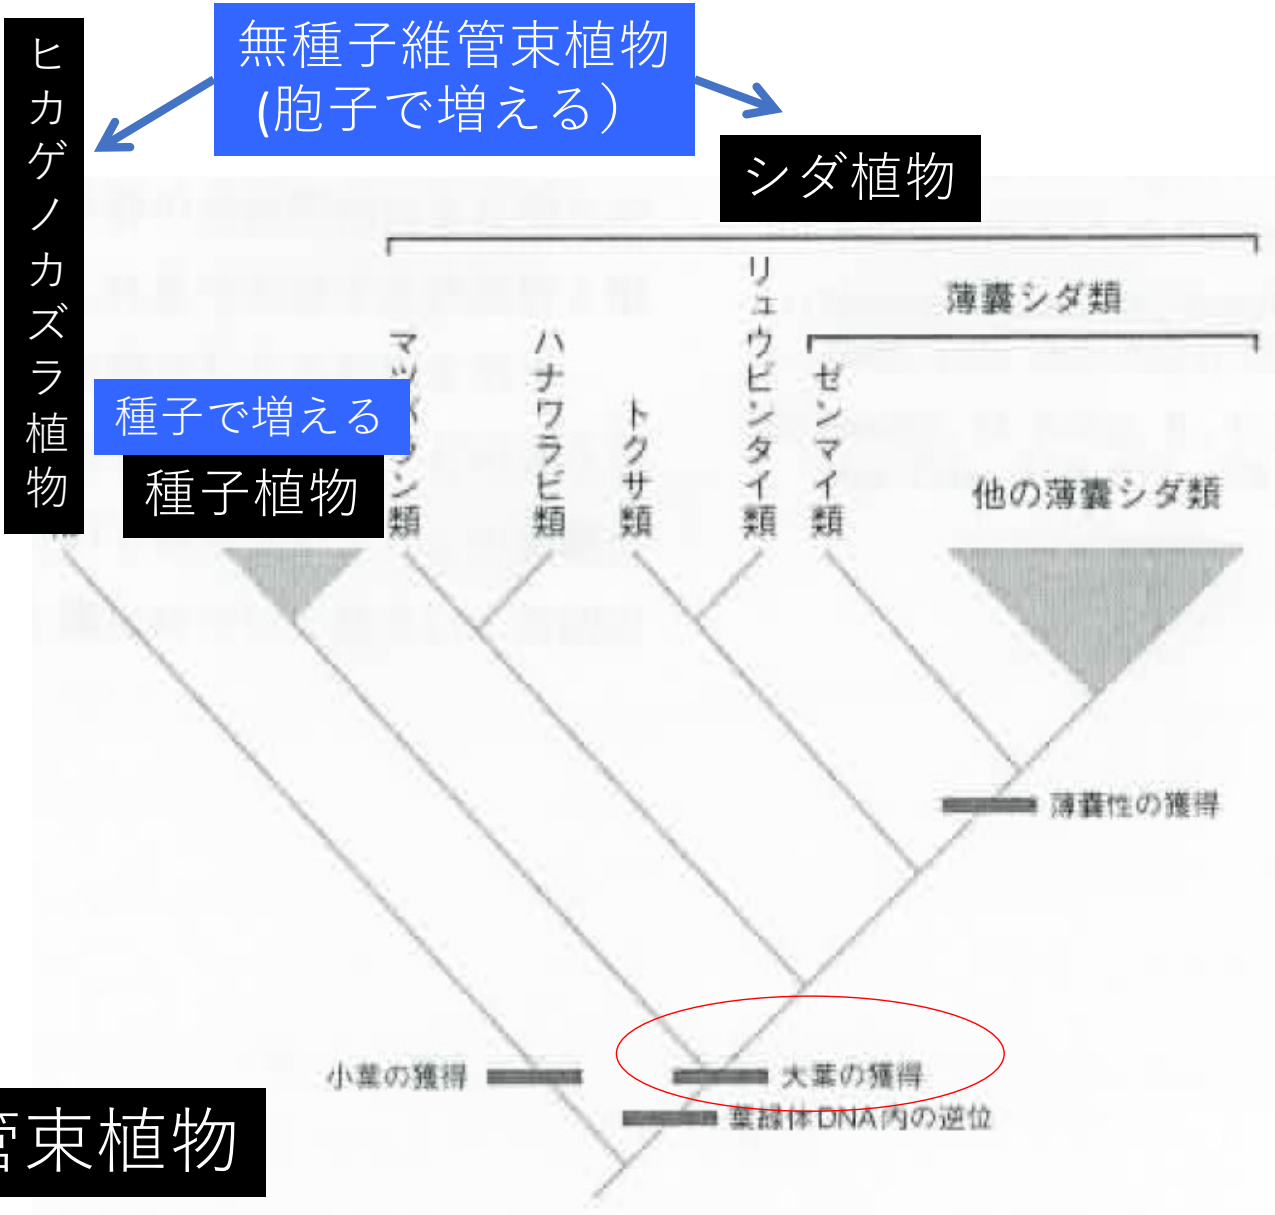 ヒカゲノカズラ植物
無種子維管束植物
(胞子で増える）
シダ植物
薄嚢シダ類
種子で増える
種子植物
類
ハナワラビ類
トクサ類
リュウビンタイ類
ゼンマイ類
他の薄嚢シダ類
薄嚢性の獲得
小葉の獲得
大葉の獲得
葉緑体DNA内の逆位
管束植物